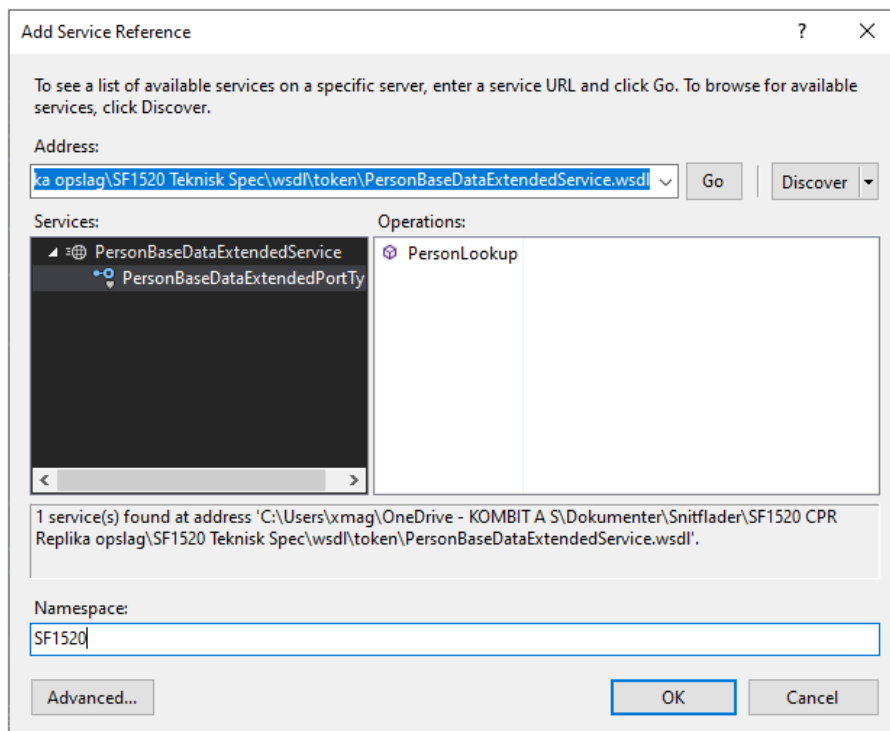 Add Service Reference
?
To see a list of available services on a specific server, enter a service URL and click Go. To browse for available
services, click Discover.
Address:
ka opslag\SF1520 Teknisk Spec\wsdl\token\PersonBaseDataExtendedService.wsdl
Go
Discover
Services:
Operations:
PersonBaseDataExtendedService
PersonLookup
PersonBaseDataExtendedPortTy
1 service(s) found at address 'C:\Users\xmag\OneDrive - KOMBIT A S\Dokumenter\Snitflader\SF1520 CPR
Replika opslag\SF1520 Teknisk Spec\wsdl\token\PersonBaseDataExtendedService.wsdl'.
Namespace:
SF1520
Advanced...
OK
Cancel